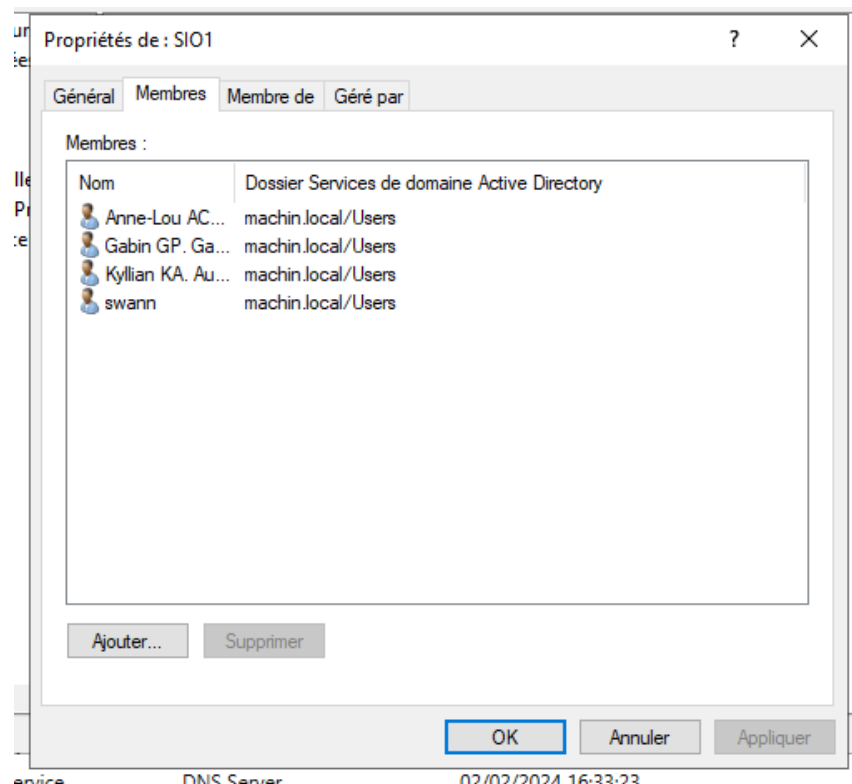 Propriétés de : SIO1 ? ×
Général Membres Membre de Géré par
Membres :
Nom Dossier Services de domaine Active Directory
Anne-Lou AC... machin.local/Users
Gabin GP. Ga... machin.local/Users
Kyllian KA. Au... machin.local/Users
swann machin.local/Users
Ajouter... Supprimer
OK Annuler Appliquer
DNS Server 02/02/2024 16:33:23